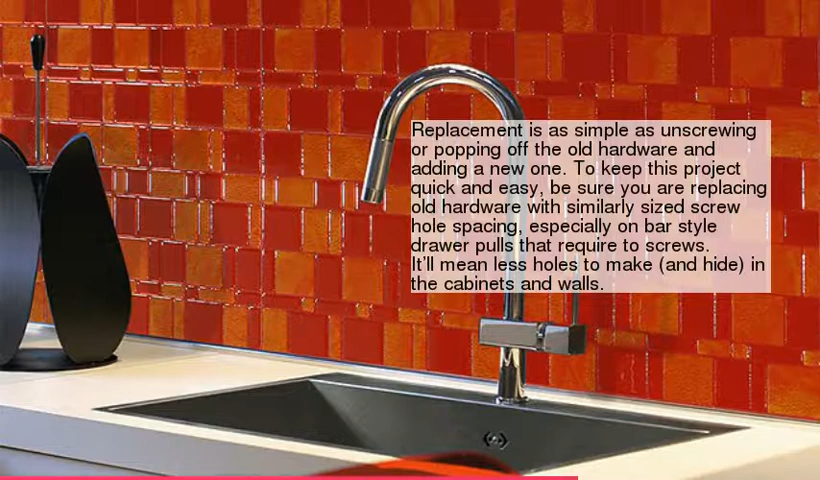 Replacement is as simple as unscrewing
or popping off the old hardware and
adding a new one. To keep this project
quick and easy, be sure you are replacing
old hardware with similarly sized screw
hole spacing, especially on bar style
drawer pulls that require to screws.
It'll mean less holes to make (and hide) in
the cabinets and walls.